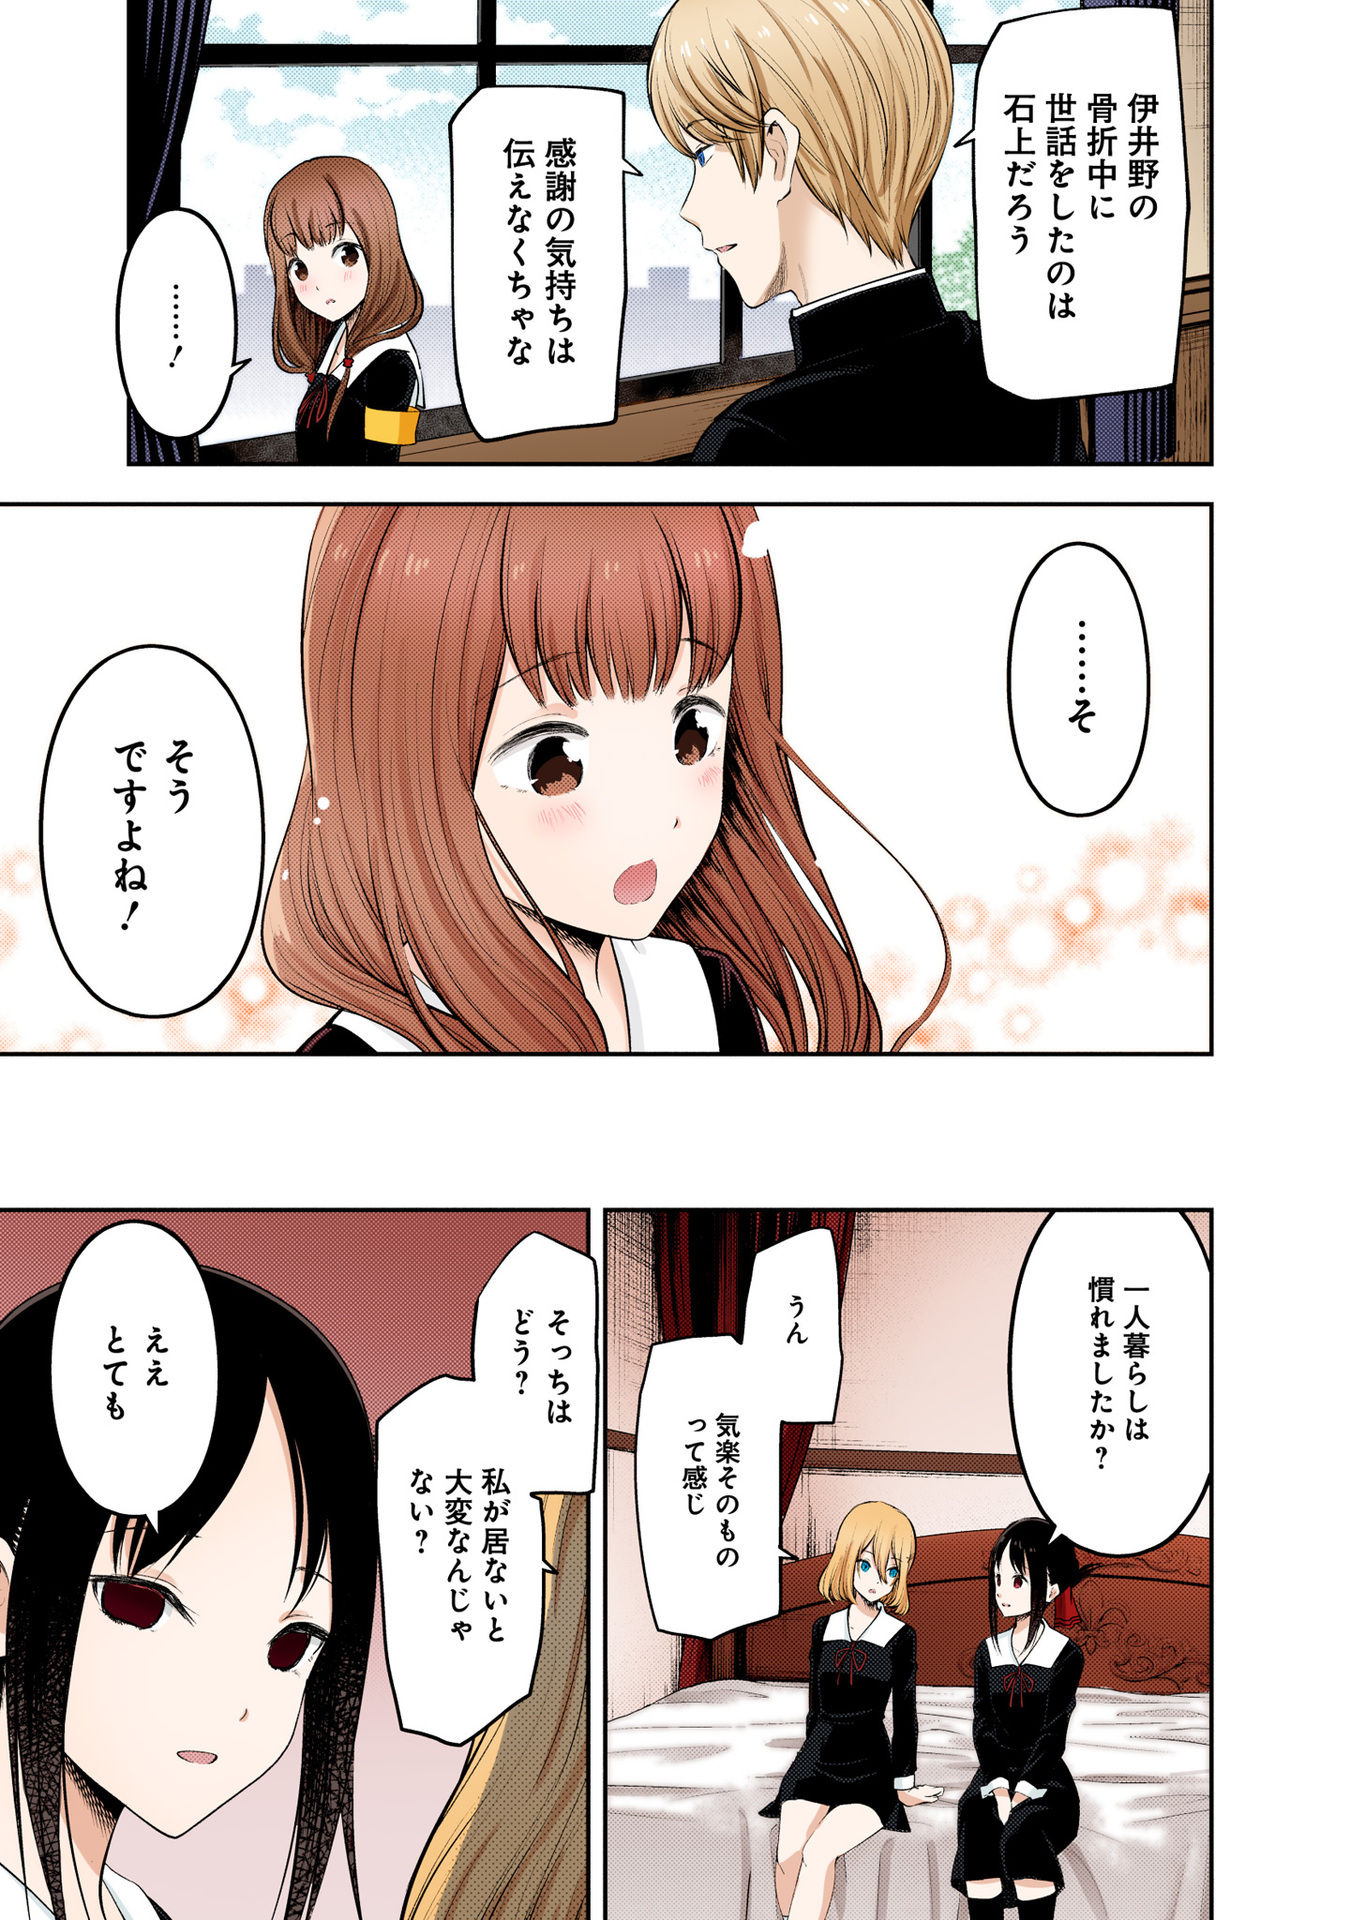 伊井野の
骨折中に
世話をしたのは
石上だろう
感謝の気持ちは
伝えなくちゃな
……！
……そ
そう
ですよね！
一人暮らしは
慣れましたか？
うん
気楽そのもの
って感じ
そっちは
どう？
私が居ないと
大変なんじゃ
ない？
ええ
とても